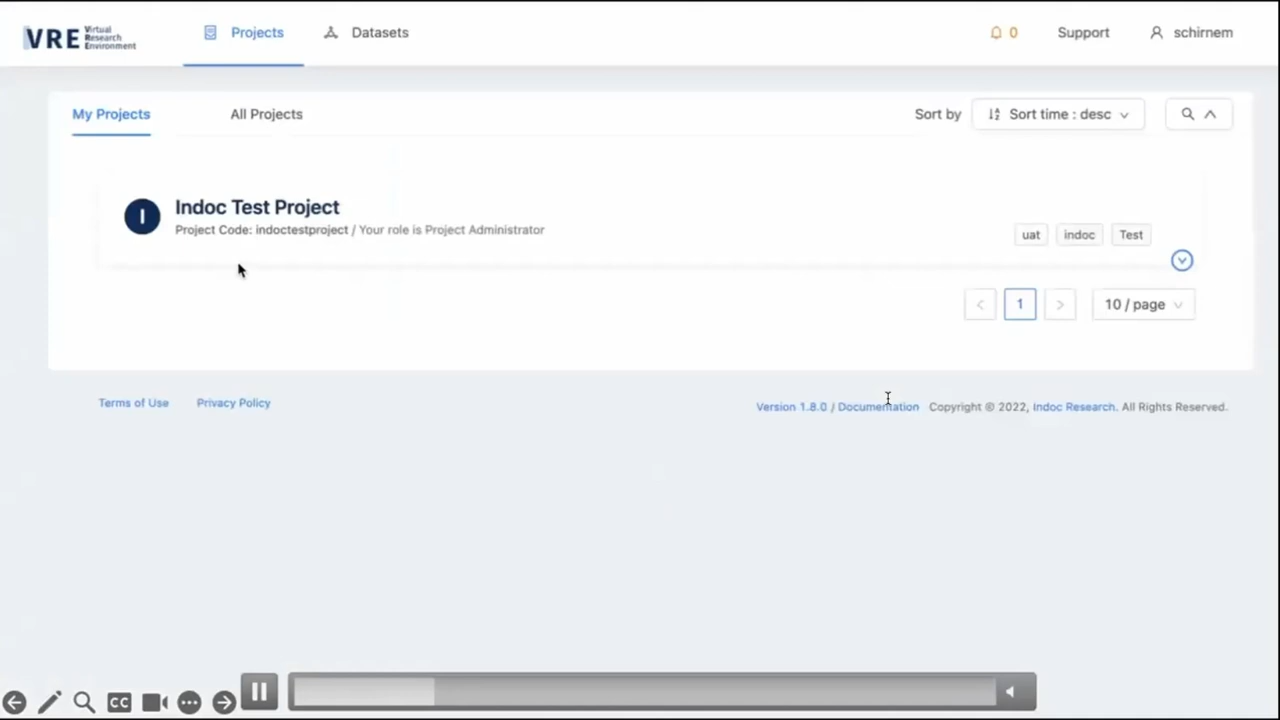 VRE Virtual Research Environment
Projects
Datasets
0
Support
schirnem
My Projects
All Projects
Sort by
Sort time : desc
I
Indoc Test Project
Project Code: indoctestproject / Your role is Project Administrator
uat
indoc
Test
<
1
>
10 / page
Terms of Use
Privacy Policy
Version 1.8.0 / Documentation
Copyright © 2022, Indoc Research. All Rights Reserved.
CC